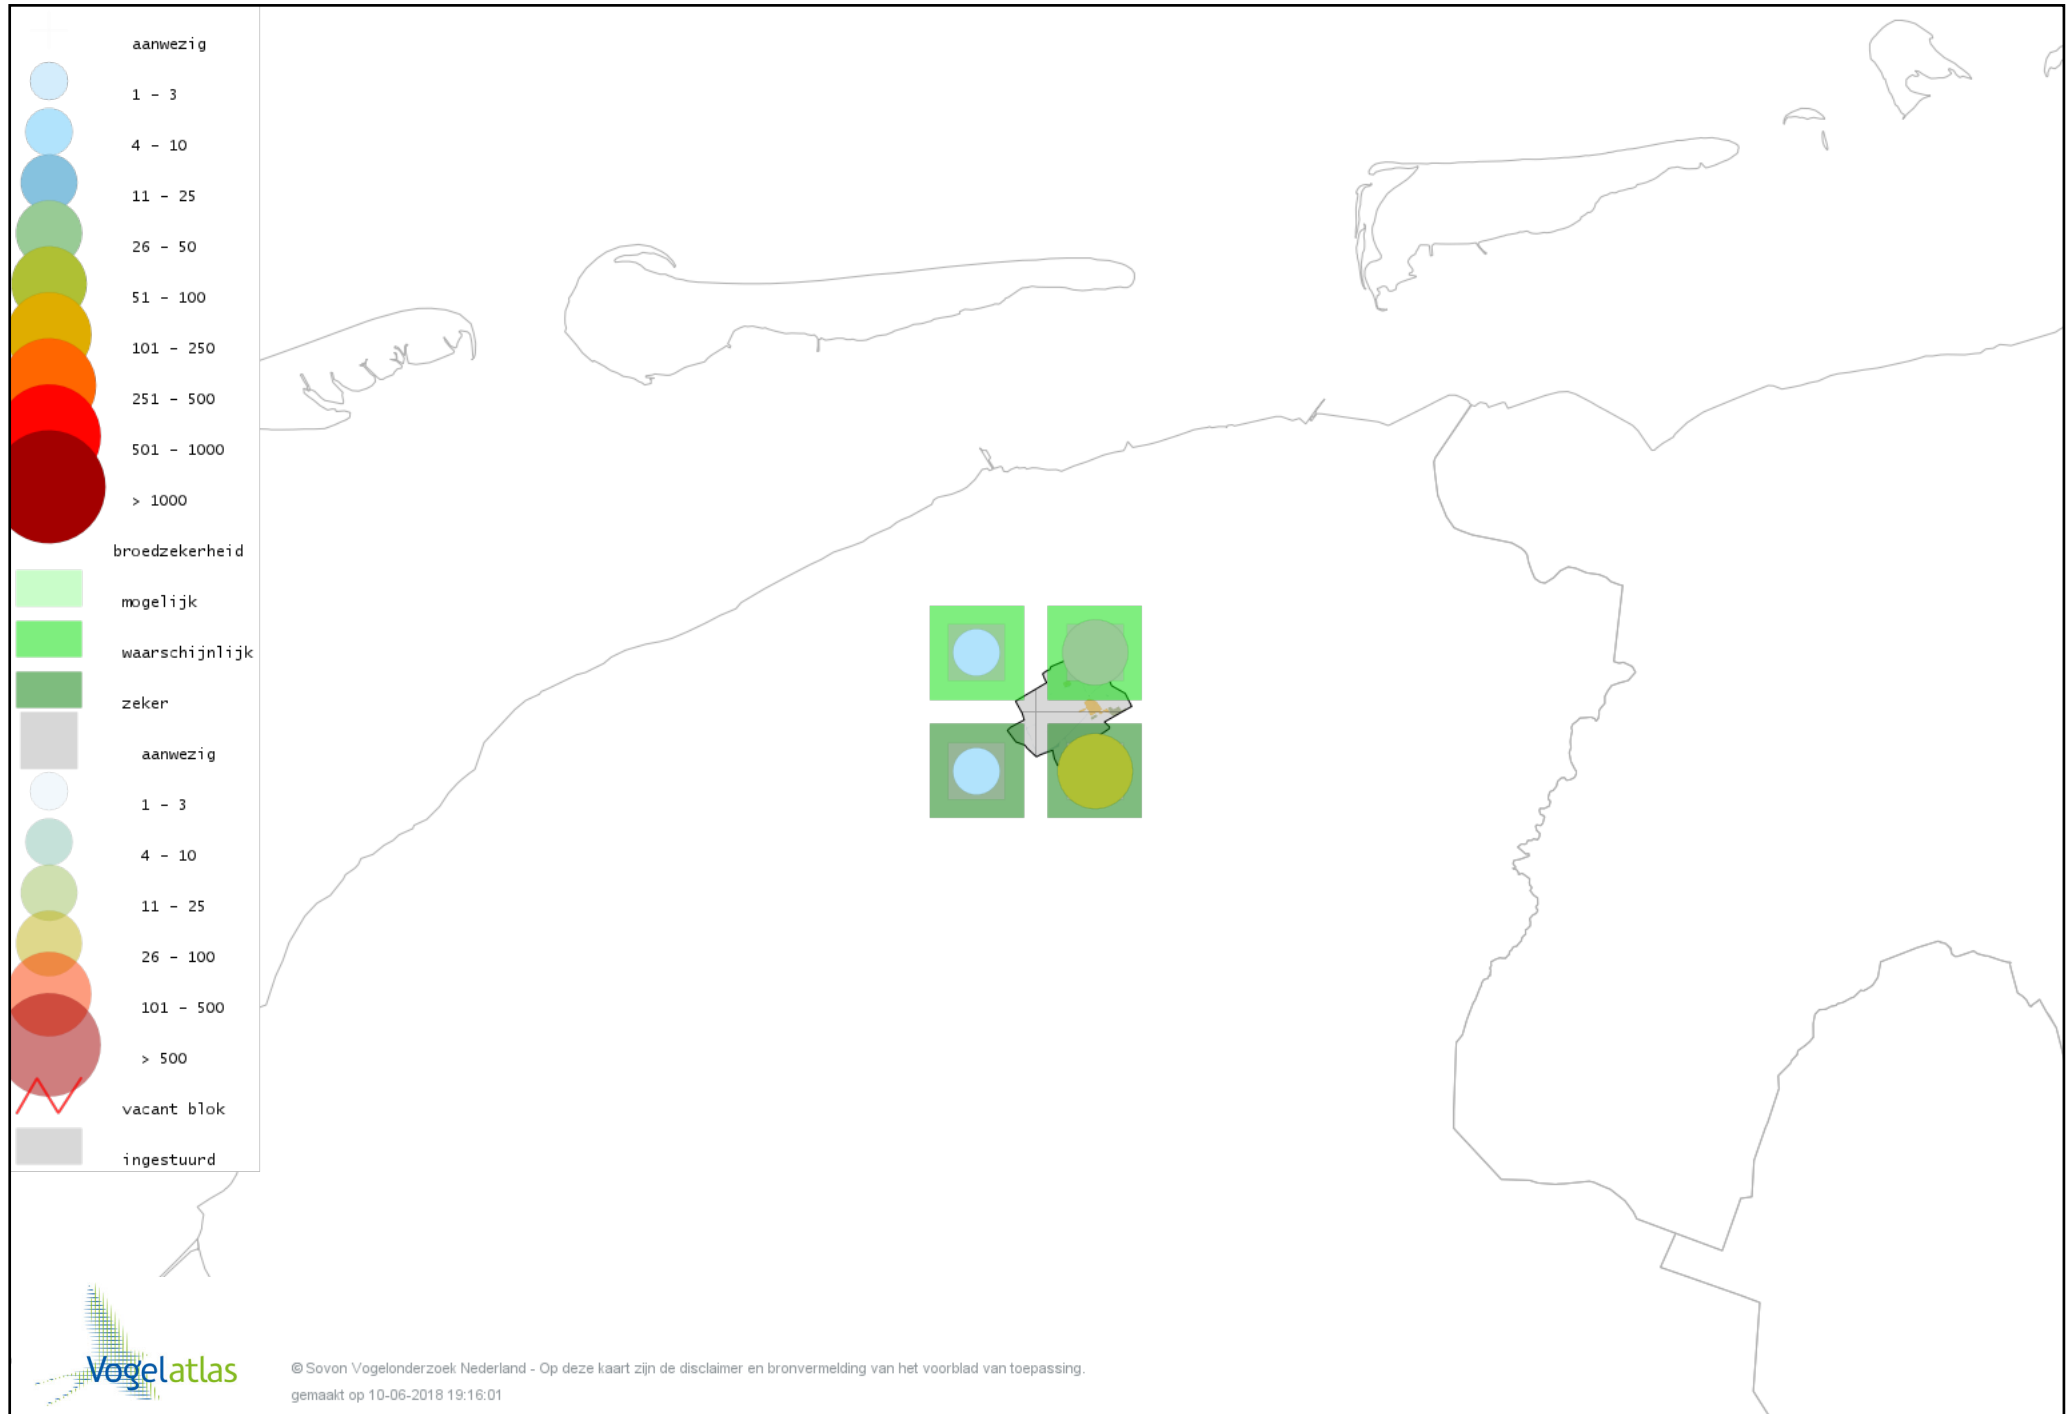 aanwezig
1 - 3
4 - 10
11 - 25
26 - 50
51 - 100
101 - 250
251 - 500
501 - 1000
> 1000
broedzekerheid
mogelijk
waarschijnlijk
zeker
aanwezig
1 - 3
4 - 10
11 - 25
26 - 100
101 - 500
> 500
vacant blok
ingestuurd
Vogelatlas
© Sovon Vogelonderzoek Nederland - Op deze kaart zijn de disclaimer en bronvermelding van het voorblad van toepassing.
gemaakt op 10-06-2018 19:16:01